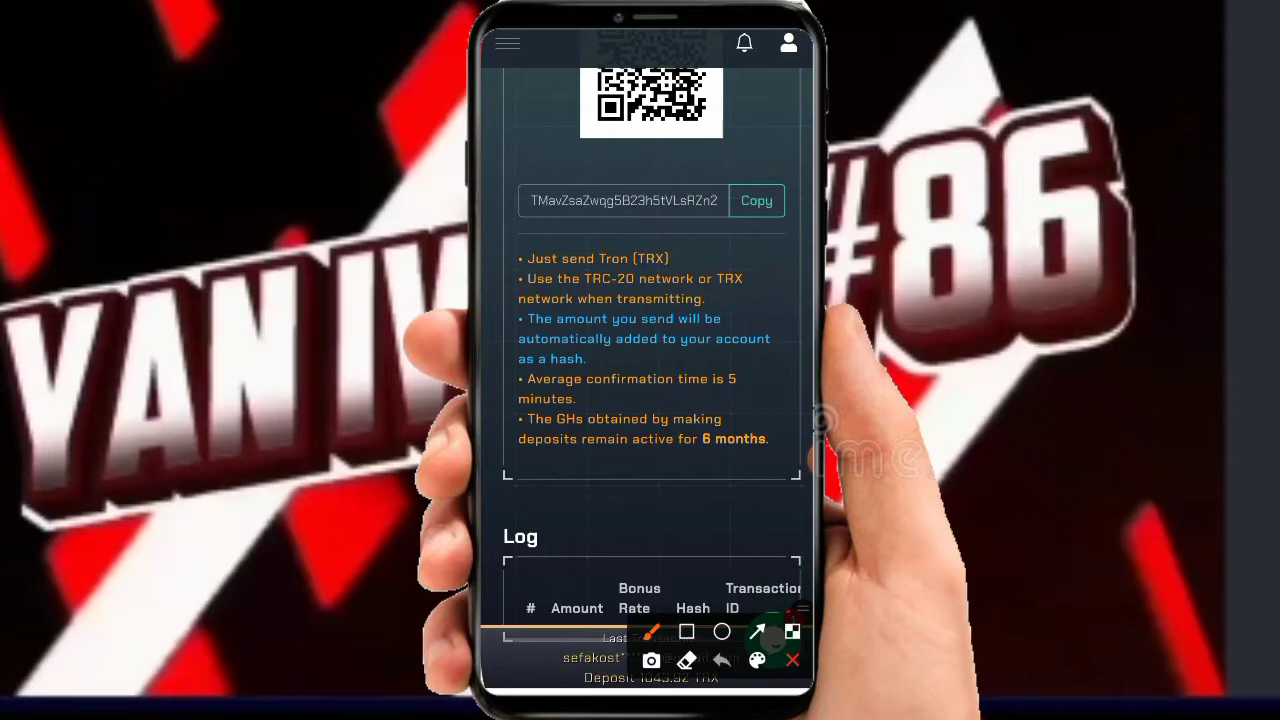 YAN IV
#86
TMavZsaZwqg5B23h5tVLsRZn2
Copy
• Just send Tron (TRX)
• Use the TRC-20 network or TRX
network when transmitting.
• The amount you send will be
automatically added to your account
as a hash.
• Average confirmation time is 5
minutes.
• The GHs obtained by making
deposits remain active for 6 months.
Log
Bonus Transaction
# Amount Rate Hash ID
Last
sefakost
Deposit 1043.92 TRX